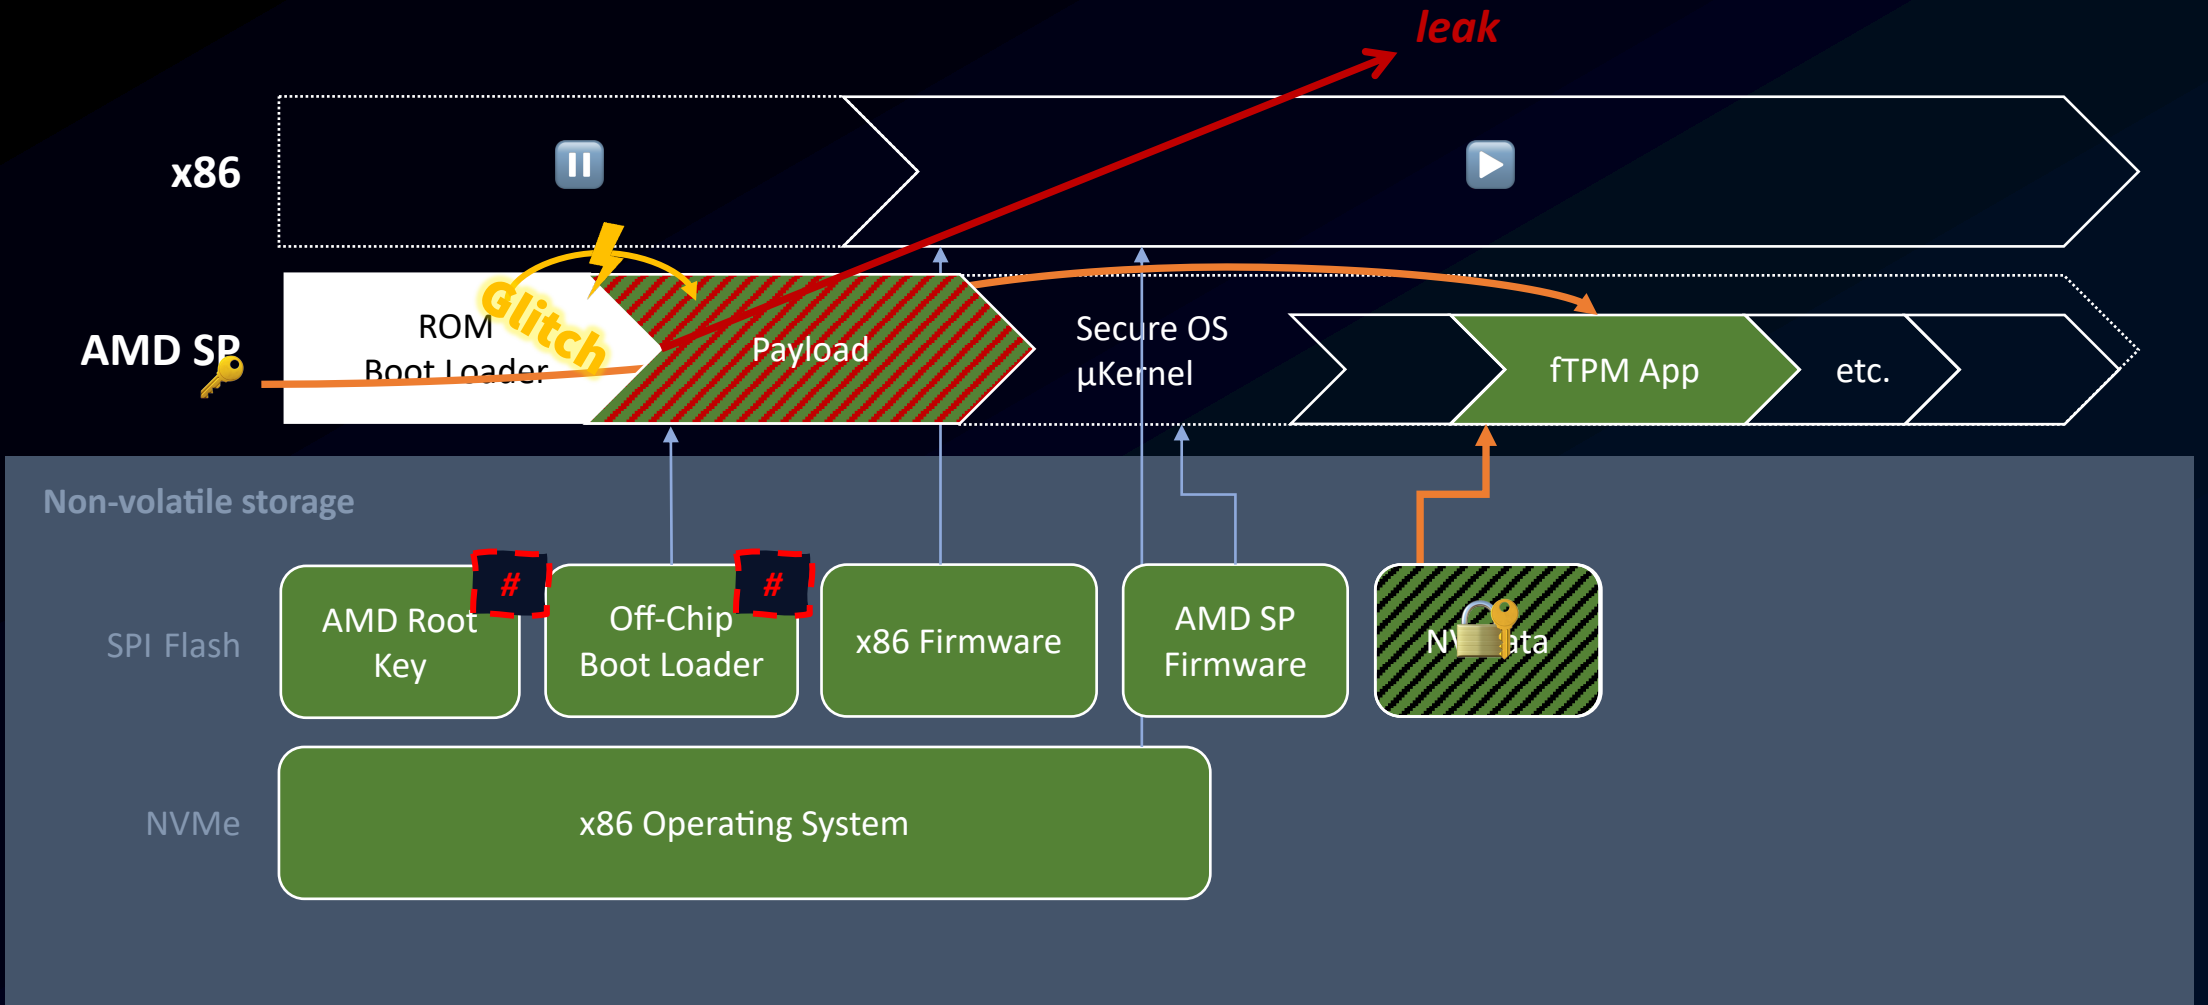 leak
x86
AMD SP
Glitch
ROM
Boot Loader
Payload
Secure OS
µKernel
fTPM App
etc.
Non-volatile storage
SPI Flash
AMD Root
Key
#
Off-Chip
Boot Loader
#
x86 Firmware
AMD SP
Firmware
NVMe
x86 Operating System